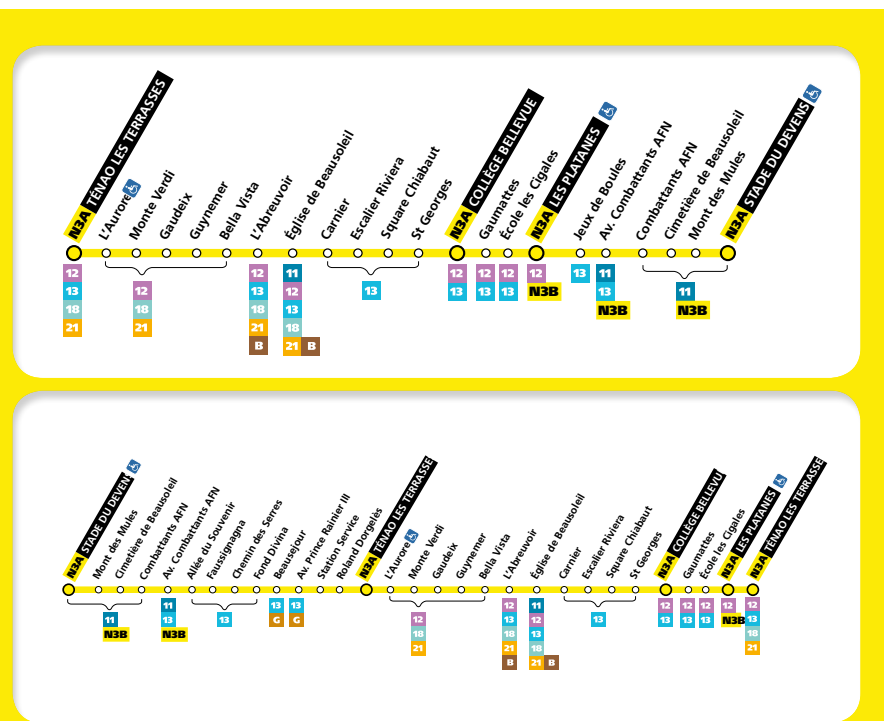 N3A TÉNAO LES TERRASSES
L'Aurore
Monte Verdi
Gaudeix
Guynemer
Bella Vista
L'Abreuvoir
Église de Beausoleil
Carnier
Escalier Riviera
Square Chiabaut
St Georges
N3A COLLÈGE BELLEVUE
Gaumattes
École les Cigales
N3A LES PLATANES
Jeux de Boules
Av. Combattants AFN
Combattants AFN
Cimetière de Beausoleil
Mont des Mules
N3A STADE DU DEVENS
12
13
18
21
12
18
21
12
13
18
21
B
11
12
13
18
21 B
13
12
13
12
13
12
13
12
N3B
13
11
13
N3B
11
N3B
N3A STADE DU DEVENS
Mont des Mules
Cimetière de Beausoleil
Combattants AFN
Av. Combattants AFN
Allée du Souvenir
Faussignagna
Chemin des Serres
Fond Divina
Beausejour
Av. Prince Rainier III
Station Service
Roland Dorgelès
N3A TÉNAO LES TERRASSE
L'Aurore
Monte Verdi
Gaudeix
Guynemer
Bella Vista
L'Abreuvoir
Église de Beausoleil
Carnier
Escalier Riviera
Square Chiabaut
St Georges
N3A COLLÈGE BELLEVU
Gaumattes
École les Cigales
N3A LES PLATANES
N3A TÉNAO LES TERRASSE
11
N3B
11
13
N3B
13
13
G
13
G
12
18
21
12
13
18
21
B
11
12
13
18
21 B
13
12
13
12
13
12
13
12
N3B
12
13
18
21